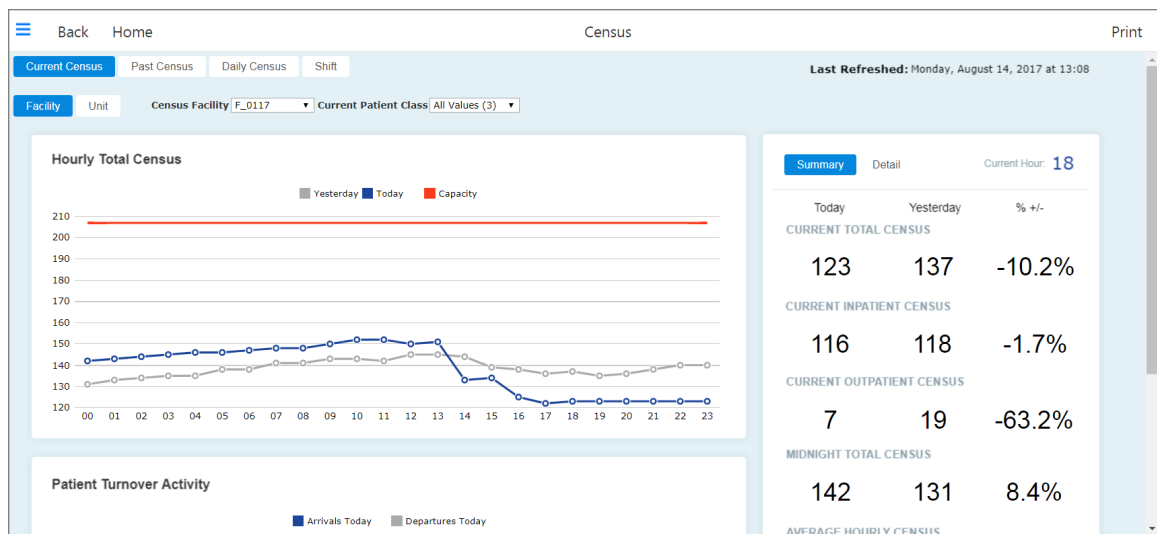 Back Home Census Print
Current Census Past Census Daily Census Shift Last Refreshed: Monday, August 14, 2017 at 13:08
Facility Unit Census Facility F_0117 Current Patient Class All Values (3)
Hourly Total Census
Yesterday Today Capacity
210
200
190
180
170
160
150
140
130
120
00 01 02 03 04 05 06 07 08 09 10 11 12 13 14 15 16 17 18 19 20 21 22 23
Patient Turnover Activity
Arrivals Today Departures Today
Summary Detail Current Hour: 18
Today Yesterday % +/-
CURRENT TOTAL CENSUS
123 137 -10.2%
CURRENT INPATIENT CENSUS
116 118 -1.7%
CURRENT OUTPATIENT CENSUS
7 19 -63.2%
MIDNIGHT TOTAL CENSUS
142 131 8.4%
AVERAGE HOURLY CENSUS